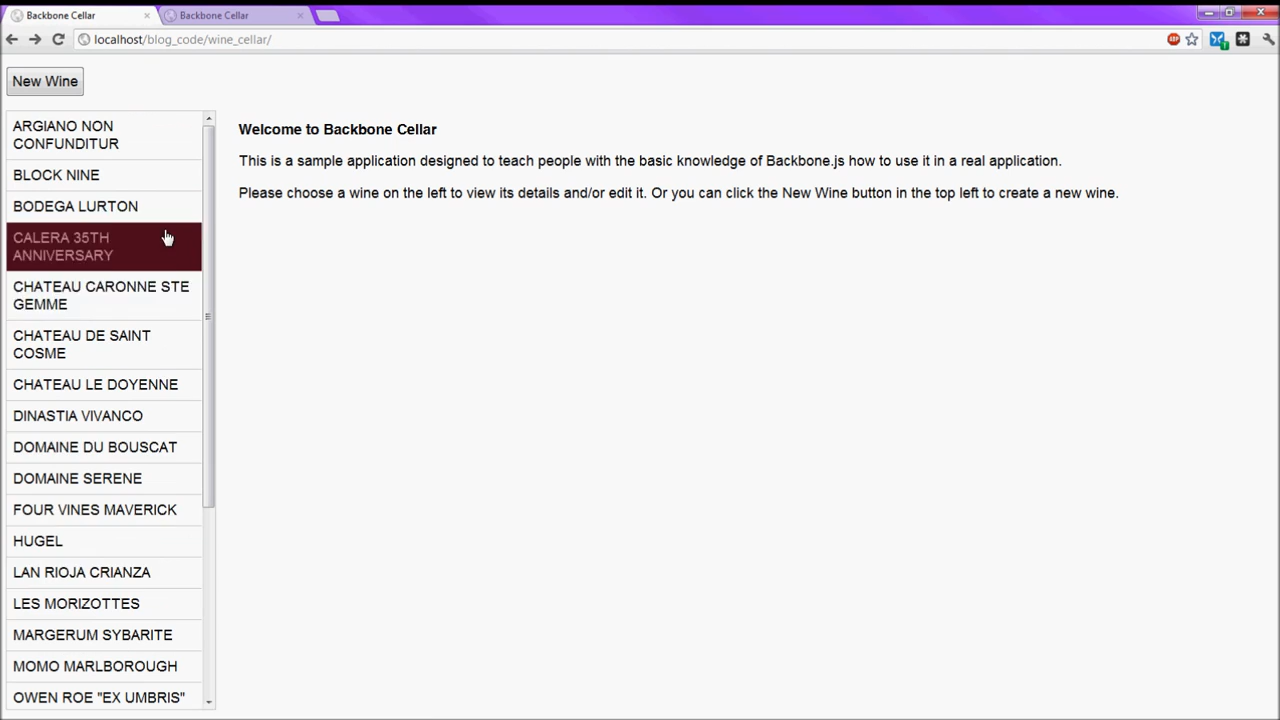 Backbone Cellar
Backbone Cellar
localhost/blog_code/wine_cellar/
ABP
1
New Wine
ARGIANO NON
CONFUNDITUR
BLOCK NINE
BODEGA LURTON
CALERA 35TH
ANNIVERSARY
CHATEAU CARONNE STE
GEMME
CHATEAU DE SAINT
COSME
CHATEAU LE DOYENNE
DINASTIA VIVANCO
DOMAINE DU BOUSCAT
DOMAINE SERENE
FOUR VINES MAVERICK
HUGEL
LAN RIOJA CRIANZA
LES MORIZOTTES
MARGERUM SYBARITE
MOMO MARLBOROUGH
OWEN ROE "EX UMBRIS"
Welcome to Backbone Cellar
This is a sample application designed to teach people with the basic knowledge of Backbone.js how to use it in a real application.
Please choose a wine on the left to view its details and/or edit it. Or you can click the New Wine button in the top left to create a new wine.